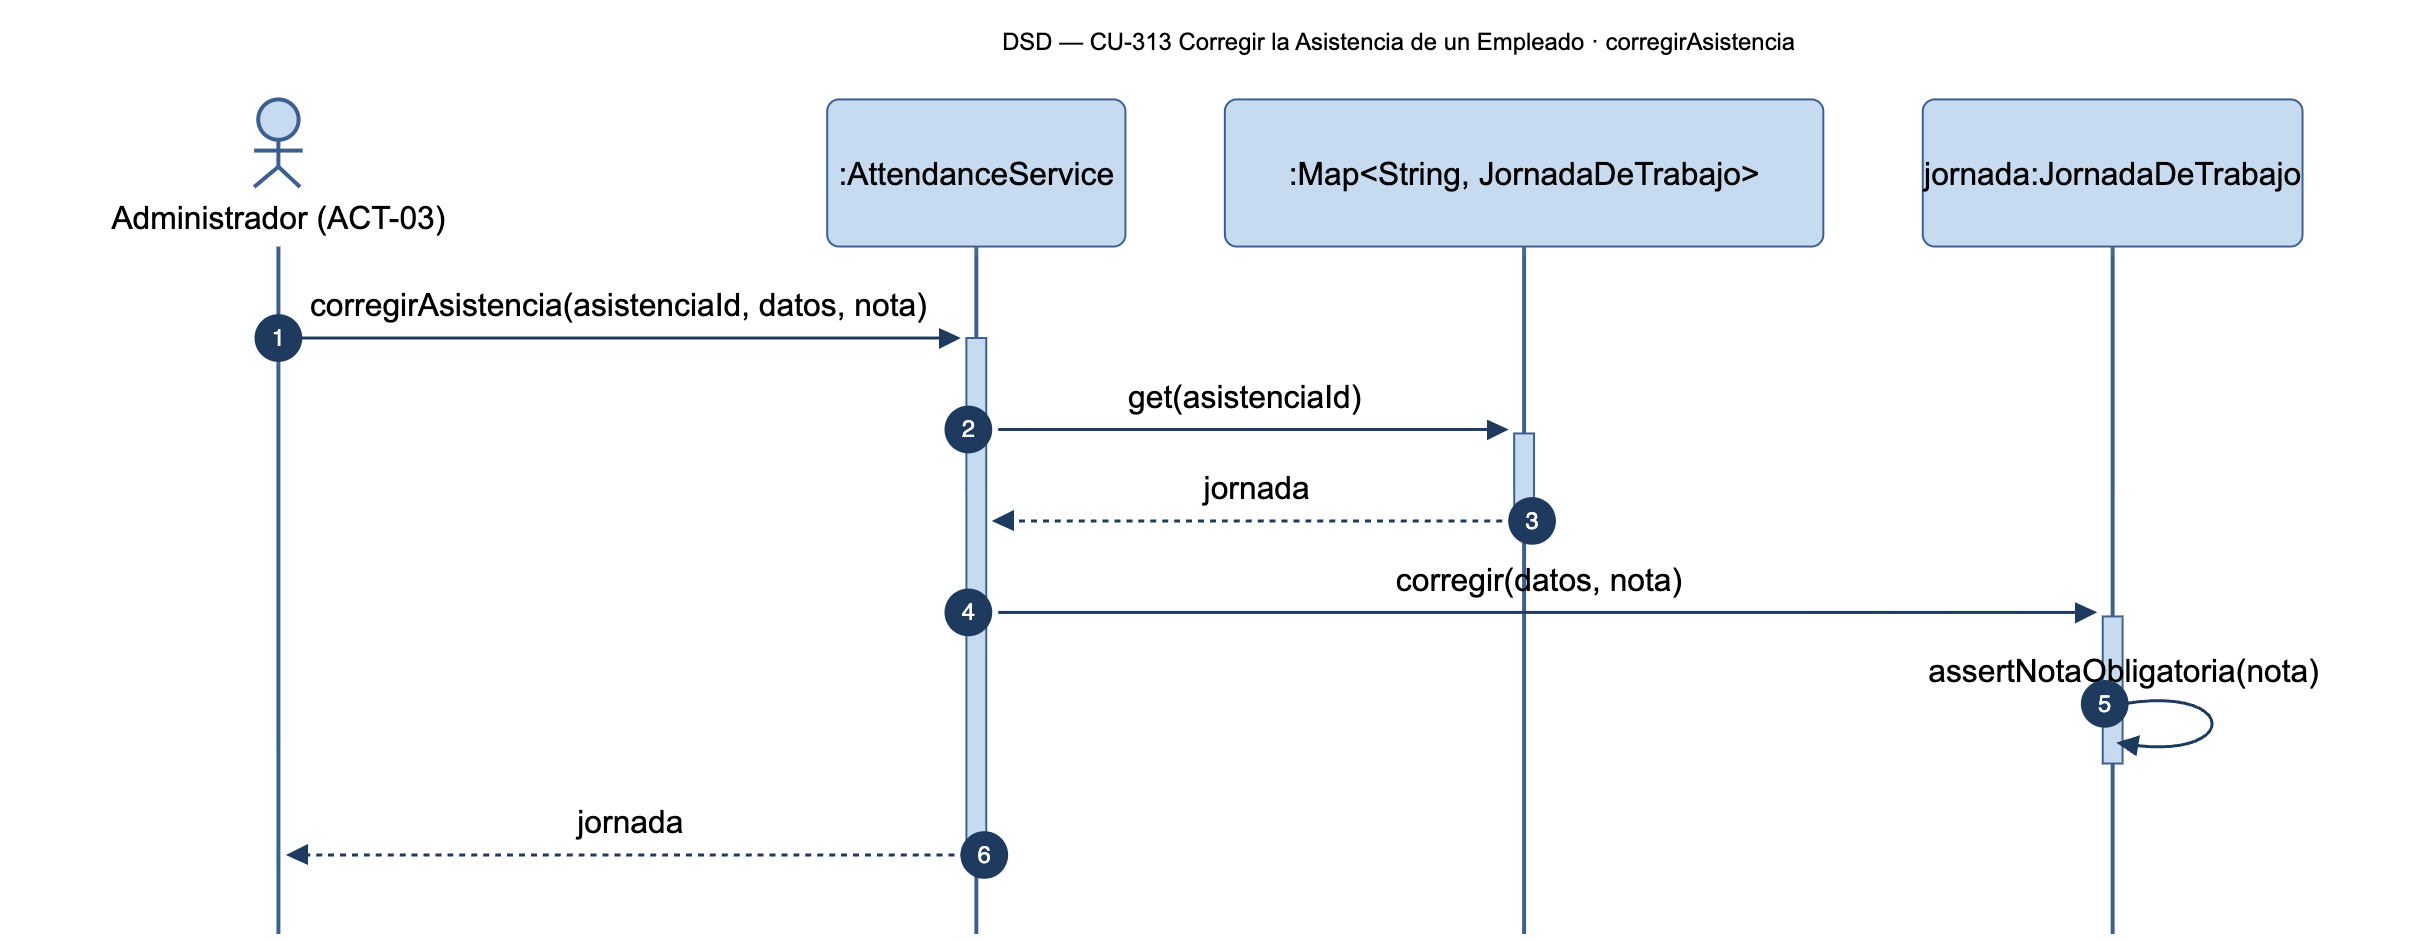 DSD — CU-313 Corregir la Asistencia de un Empleado · corregirAsistencia
Administrador (ACT-03)
:AttendanceService
:Map<String, JornadaDeTrabajo>
jornada:JornadaDeTrabajo
corregirAsistencia(asistenciaId, datos, nota)
1
get(asistenciaId)
2
jornada
3
corregir(datos, nota)
4
assertNotaObligatoria(nota)
5
jornada
6